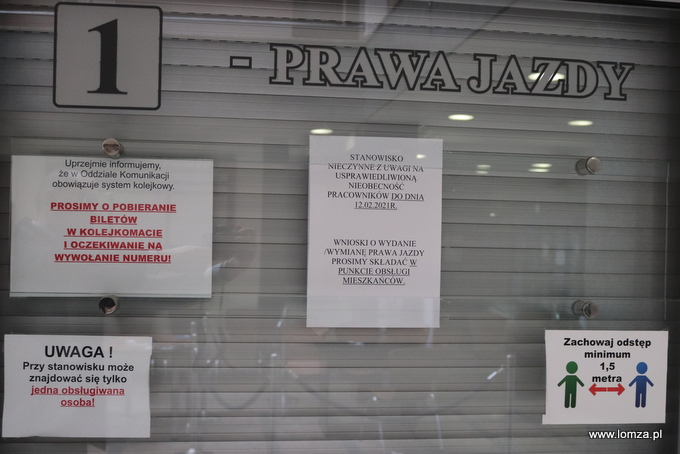 1
- PRAWA JAZDY
Uprzejmie informujemy,
że w Oddziale Komunikacji
obowiązuje system kolejkowy.
PROSIMY O POBIERANIE
BILETÓW
W KOLEJKOMACIE
I OCZEKIWANIE NA
WYWOŁANIE NUMERU!
STANOWISKO
NIECZYNNE Z UWAGI NA
USPRAWIEDLIWIONĄ
NIEOBECNOŚĆ
PRACOWNIKÓW DO DNIA
12.02.2021R.
WNIOSKI O WYDANIE
/WYMIANĘ PRAWA JAZDY
PROSIMY SKŁADAĆ W
PUNKCIE OBSŁUGI
MIESZKAŃCÓW.
UWAGA !
Przy stanowisku może
znajdować się tylko
jedna obsługiwana
osoba!
Zachowaj odstęp
minimum
1,5
metra
www.lomza.pl